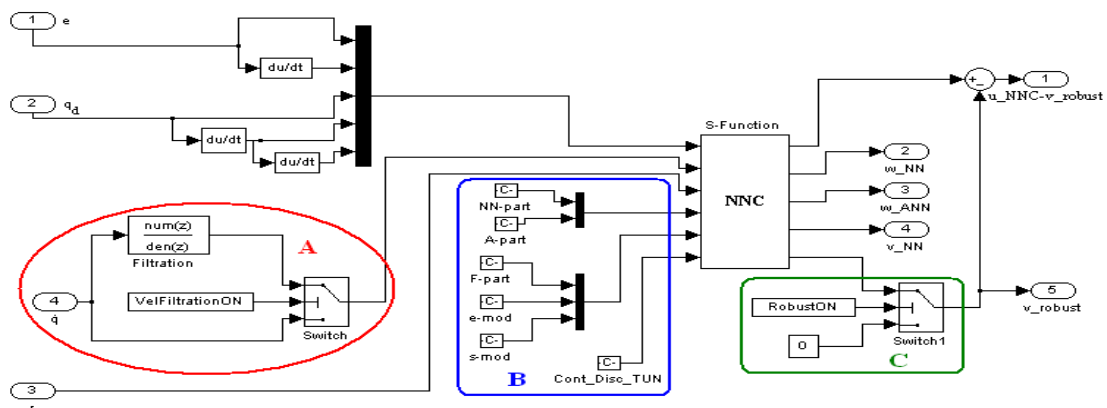 1
e
du/dt
2
q_d
du/dt
du/dt
S-Function
NNC
+
-
1
u_NNC-v_robust
2
w_NN
3
w_ANN
4
v_NN
5
v_robust
A
num(z)
den(z)
Filtration
4
q̇
VelFiltrationON
Switch
3
C-
NN-part
C-
A-part
C-
F-part
C-
e-mod
C-
s-mod
C-
Cont_Disc_TUN
B
RobustON
0
Switch1
C